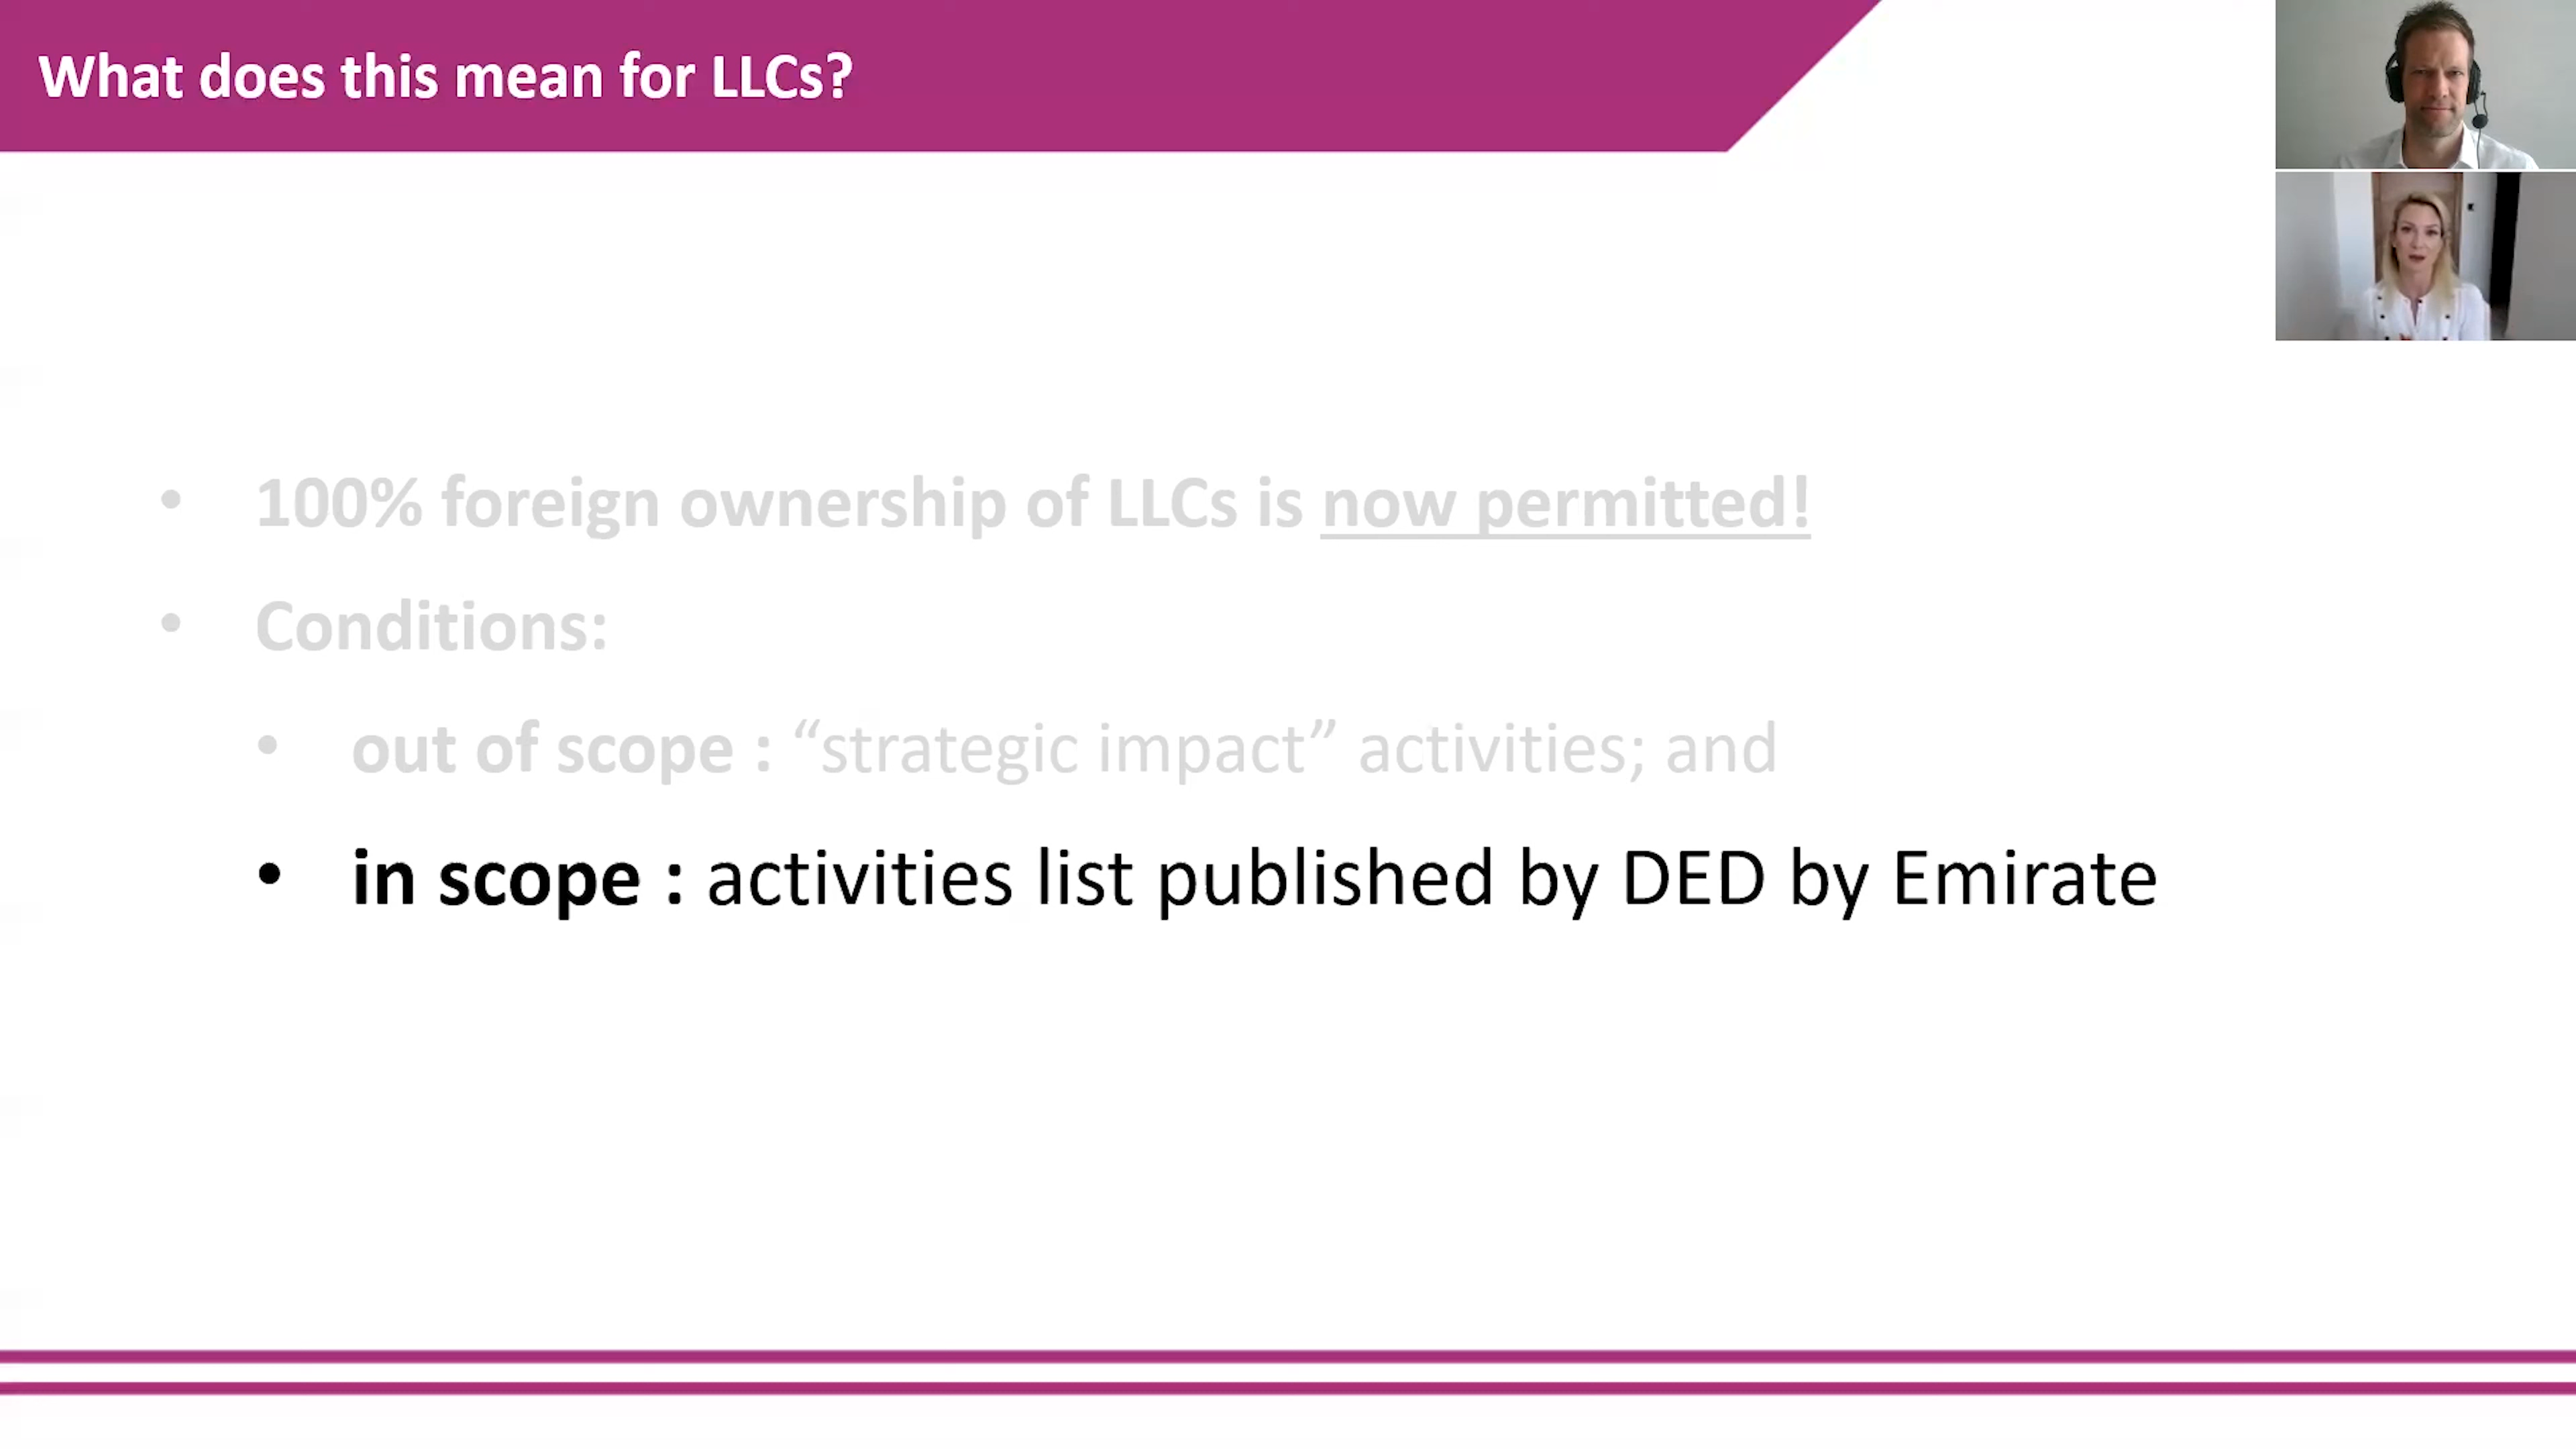 What does this mean for LLCs?
• 100% foreign ownership of LLCs is now permitted!
• Conditions:
• out of scope : “strategic impact” activities; and
• in scope : activities list published by DED by Emirate